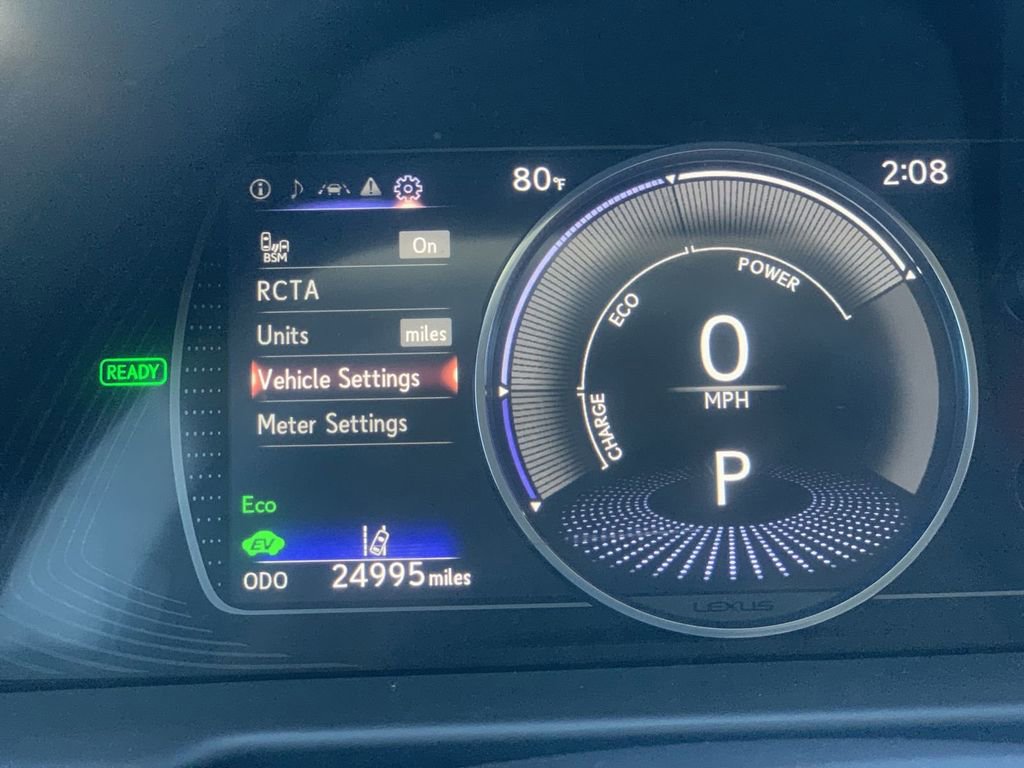 80°F
2:08
BSM
On
RCTA
Units
miles
Vehicle Settings
Meter Settings
READY
Eco
EV
ODO 24995 miles
CHARGE
ECO
POWER
0
MPH
P
LEXUS